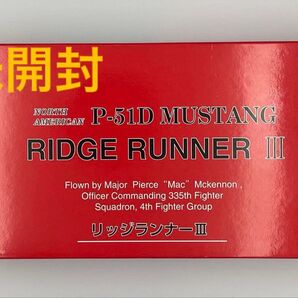 開封
NORTH
AMERICAN P-51D MUSTANG
RIDGE RUNNER III
Flown by Major Pierce “Mac” Mckennon ,
Officer Commanding 335th Fighter
Squadron, 4th Fighter Group
リッジランナーIII